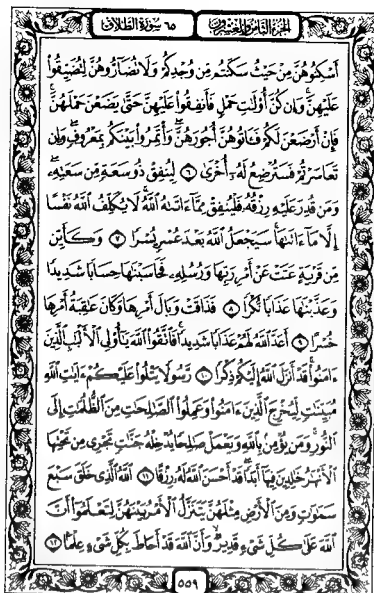 الجزء الثامن والعشرون ٦٥ سورة الطلاق
أَسْكِنُوهُنَّ مِنْ حَيْثُ سَكَنتُم مِّن وُجْدِكُمْ وَلَا تُضَآرُّوهُنَّ لِتُضَيِّقُوا۟
عَلَيْهِنَّ ۚ وَإِن كُنَّ أُو۟لَٰتِ حَمْلٍ فَأَنفِقُوا۟ عَلَيْهِنَّ حَتَّىٰ يَضَعْنَ حَمْلَهُنَّ ۚ
فَإِنْ أَرْضَعْنَ لَكُمْ فَـَٔاتُوهُنَّ أُجُورَهُنَّ ۖ وَأْتَمِرُوا۟ بَيْنَكُم بِمَعْرُوفٍ ۖ وَإِن
تَعَاسَرْتُمْ فَسَتُرْضِعُ لَهُۥٓ أُخْرَىٰ ٦ لِيُنفِقْ ذُو سَعَةٍ مِّن سَعَتِهِۦ ۖ
وَمَن قُدِرَ عَلَيْهِ رِزْقُهُۥ فَلْيُنفِقْ مِمَّآ ءَاتَىٰهُ ٱللَّهُ ۚ لَا يُكَلِّفُ ٱللَّهُ نَفْسًا
إِلَّا مَآ ءَاتَىٰهَا ۚ سَيَجْعَلُ ٱللَّهُ بَعْدَ عُسْرٍ يُسْرًا ٧ وَكَأَيِّن
مِّن قَرْيَةٍ عَتَتْ عَنْ أَمْرِ رَبِّهَا وَرُسُلِهِۦ فَحَاسَبْنَٰهَا حِسَابًا شَدِيدًا
وَعَذَّبْنَٰهَا عَذَابًا نُّكْرًا ٨ فَذَاقَتْ وَبَالَ أَمْرِهَا وَكَانَ عَٰقِبَةُ أَمْرِهَا
خُسْرًا ٩ أَعَدَّ ٱللَّهُ لَهُمْ عَذَابًا شَدِيدًا ۖ فَٱتَّقُوا۟ ٱللَّهَ يَٰٓأُو۟لِى ٱلْأَلْبَٰبِ ٱلَّذِينَ
ءَامَنُوا۟ ۚ قَدْ أَنزَلَ ٱللَّهُ إِلَيْكُمْ ذِكْرًا ١٠ رَّسُولًا يَتْلُوا۟ عَلَيْكُمْ ءَايَٰتِ ٱللَّهِ
مُبَيِّنَٰتٍ لِّيُخْرِجَ ٱلَّذِينَ ءَامَنُوا۟ وَعَمِلُوا۟ ٱلصَّٰلِحَٰتِ مِنَ ٱلظُّلُمَٰتِ إِلَى
ٱلنُّورِ ۚ وَمَن يُؤْمِنۢ بِٱللَّهِ وَيَعْمَلْ صَٰلِحًا يُدْخِلْهُ جَنَّٰتٍ تَجْرِى مِن تَحْتِهَا
ٱلْأَنْهَٰرُ خَٰلِدِينَ فِيهَآ أَبَدًا ۖ قَدْ أَحْسَنَ ٱللَّهُ لَهُۥ رِزْقًا ١١ ٱللَّهُ ٱلَّذِى خَلَقَ سَبْعَ
سَمَٰوَٰتٍ وَمِنَ ٱلْأَرْضِ مِثْلَهُنَّ يَتَنَزَّلُ ٱلْأَمْرُ بَيْنَهُنَّ لِتَعْلَمُوٓا۟ أَنَّ
ٱللَّهَ عَلَىٰ كُلِّ شَىْءٍ قَدِيرٌ وَأَنَّ ٱللَّهَ قَدْ أَحَاطَ بِكُلِّ شَىْءٍ عِلْمًۢا ١٢
٥٥٩